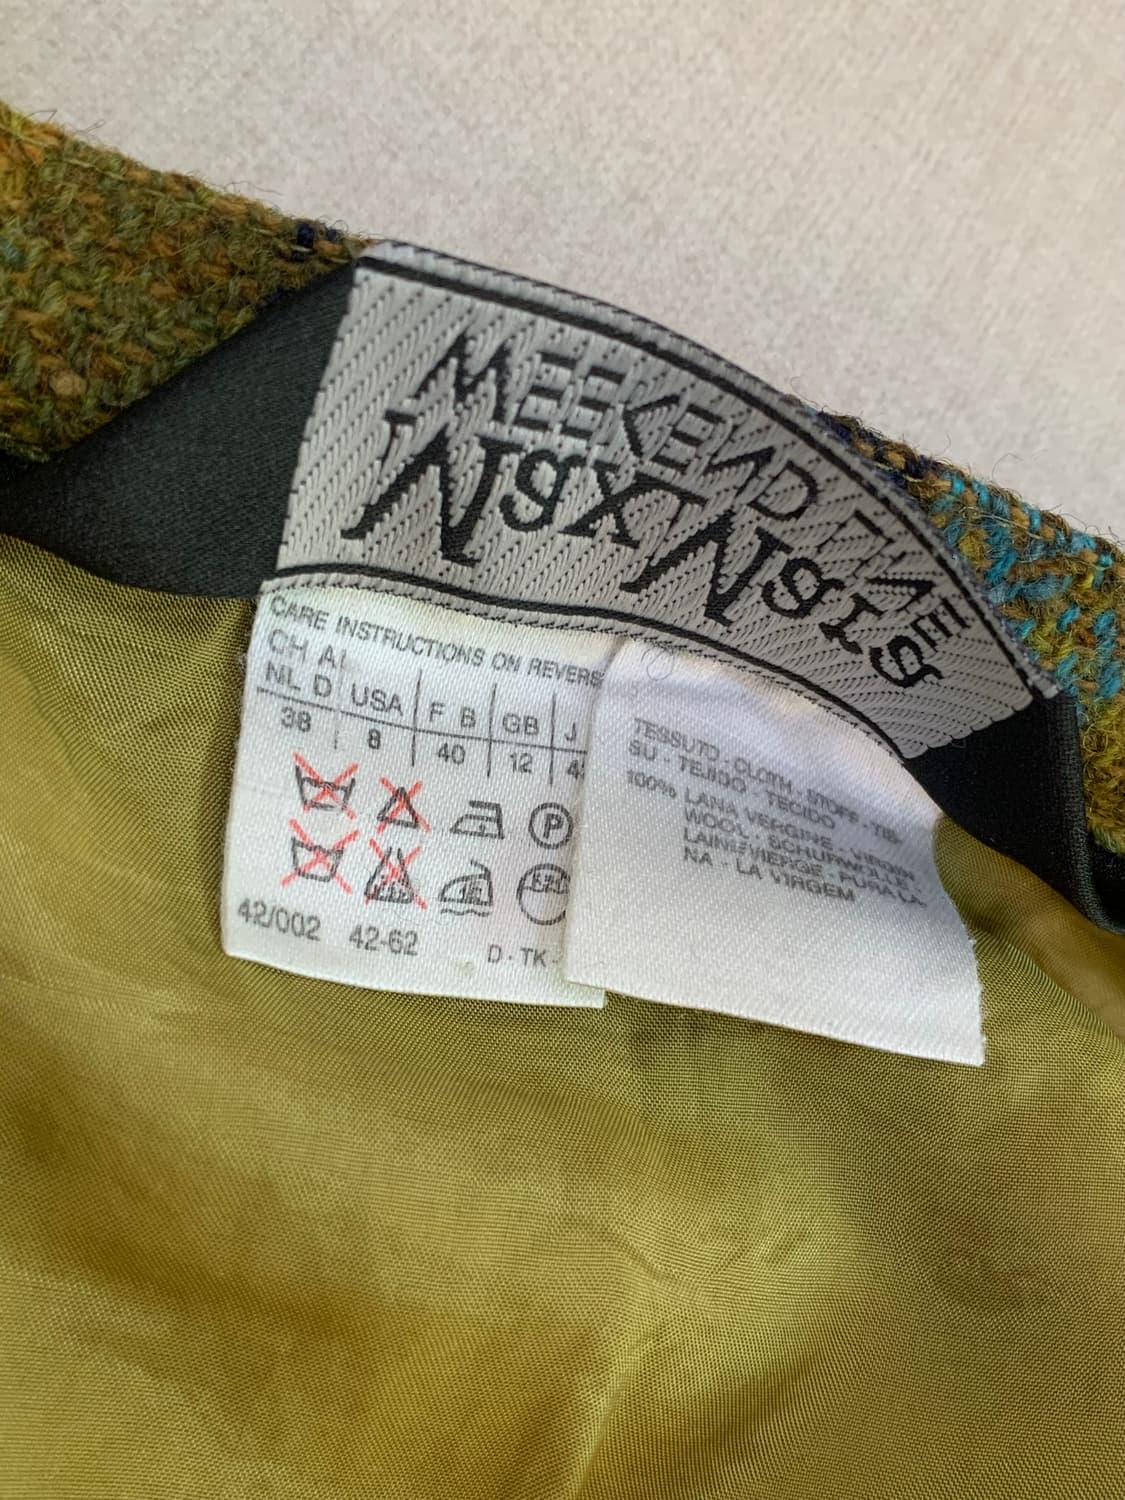 WEEKEND
CARE INSTRUCTIONS ON REVERS
CH A
NL D USA F B GB J
38 8 40 12 4
P
42/002 42-62 D - TK -
TESSUTO - CLOTH - STOFF - TIS-
SU - TEJIDO - TECIDO
100% LANA VERGINE - VIRGIN
WOOL - SCHURWOLLE -
LAINE VIERGE - PURA LA-
NA - LA VIRGEM